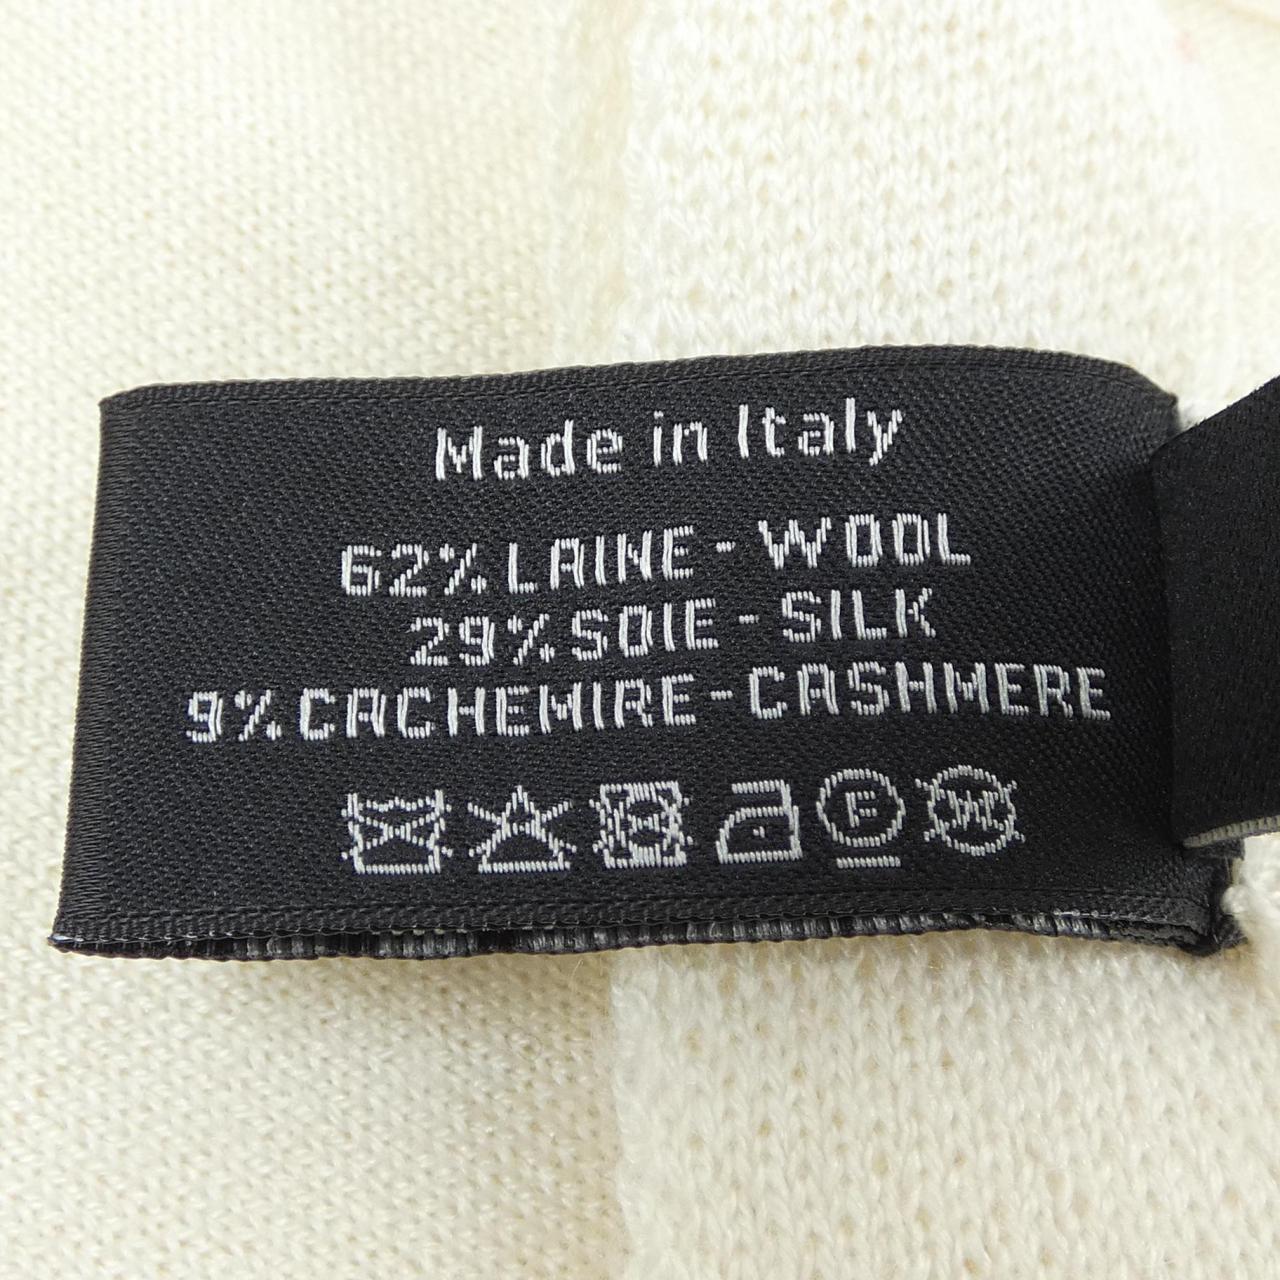 Made in Italy
62% LAINE - WOOL
29% SOIE - SILK
9% CACHEMIRE - CASHMERE
F W